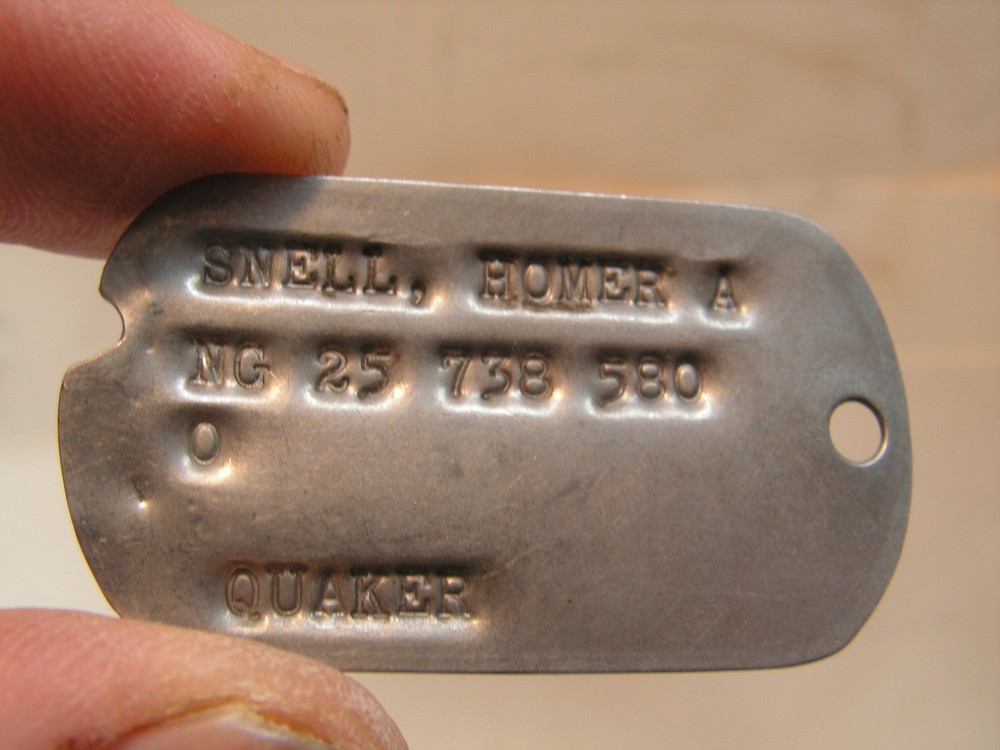 SNELL, HOMER A
NG 25 738 580
O
QUAKER